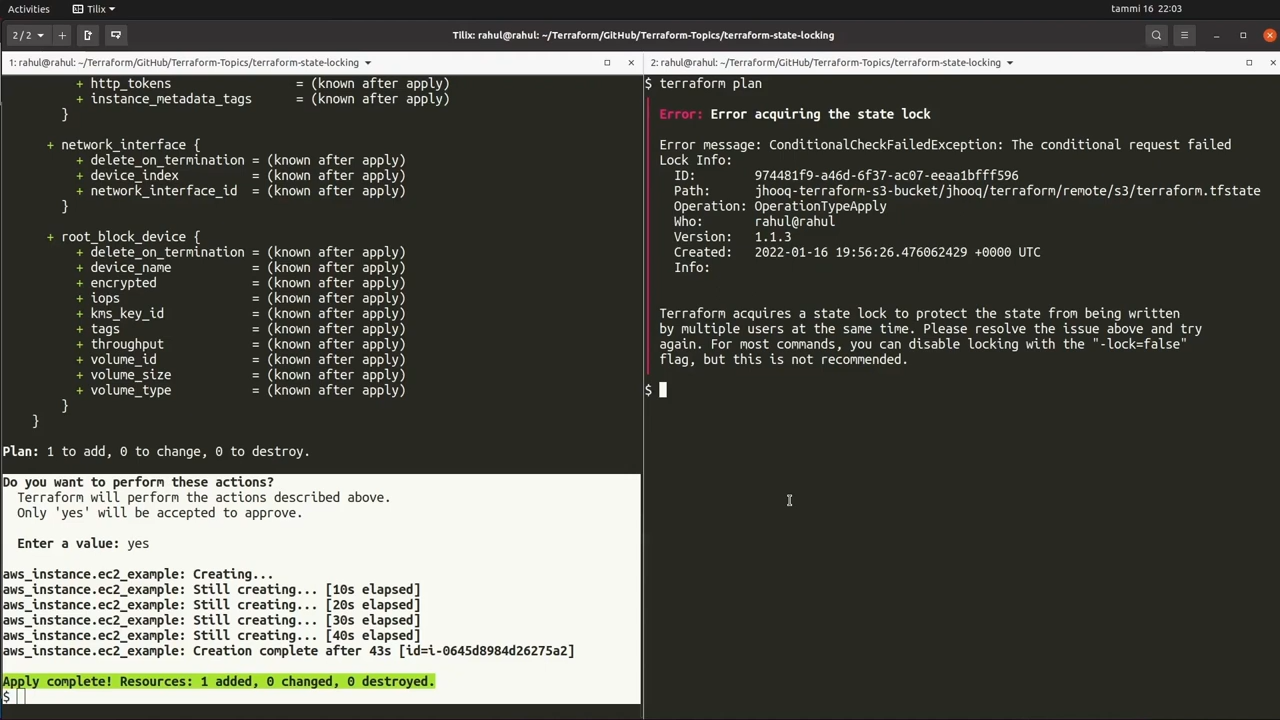 Activities
Tilix
tammi 16 22:03
2/2
Tilix: rahul@rahul: ~/Terraform/GitHub/Terraform-Topics/terraform-state-locking
1: rahul@rahul: ~/Terraform/GitHub/Terraform-Topics/terraform-state-locking
+ http_tokens = (known after apply)
+ instance_metadata_tags = (known after apply)
}
+ network_interface {
+ delete_on_termination = (known after apply)
+ device_index = (known after apply)
+ network_interface_id = (known after apply)
}
+ root_block_device {
+ delete_on_termination = (known after apply)
+ device_name = (known after apply)
+ encrypted = (known after apply)
+ iops = (known after apply)
+ kms_key_id = (known after apply)
+ tags = (known after apply)
+ throughput = (known after apply)
+ volume_id = (known after apply)
+ volume_size = (known after apply)
+ volume_type = (known after apply)
}
}
Plan: 1 to add, 0 to change, 0 to destroy.
Do you want to perform these actions?
Terraform will perform the actions described above.
Only 'yes' will be accepted to approve.
Enter a value: yes
aws_instance.ec2_example: Creating...
aws_instance.ec2_example: Still creating... [10s elapsed]
aws_instance.ec2_example: Still creating... [20s elapsed]
aws_instance.ec2_example: Still creating... [30s elapsed]
aws_instance.ec2_example: Still creating... [40s elapsed]
aws_instance.ec2_example: Creation complete after 43s [id=i-0645d8984d26275a2]
Apply complete! Resources: 1 added, 0 changed, 0 destroyed.
$
2: rahul@rahul: ~/Terraform/GitHub/Terraform-Topics/terraform-state-locking
$ terraform plan
Error: Error acquiring the state lock
Error message: ConditionalCheckFailedException: The conditional request failed
Lock Info:
ID: 974481f9-a46d-6f37-ac07-eeaa1bfff596
Path: jhooq-terraform-s3-bucket/jhooq/terraform/remote/s3/terraform.tfstate
Operation: OperationTypeApply
Who: rahul@rahul
Version: 1.1.3
Created: 2022-01-16 19:56:26.476062429 +0000 UTC
Info:
Terraform acquires a state lock to protect the state from being written
by multiple users at the same time. Please resolve the issue above and try
again. For most commands, you can disable locking with the "-lock=false"
flag, but this is not recommended.
$